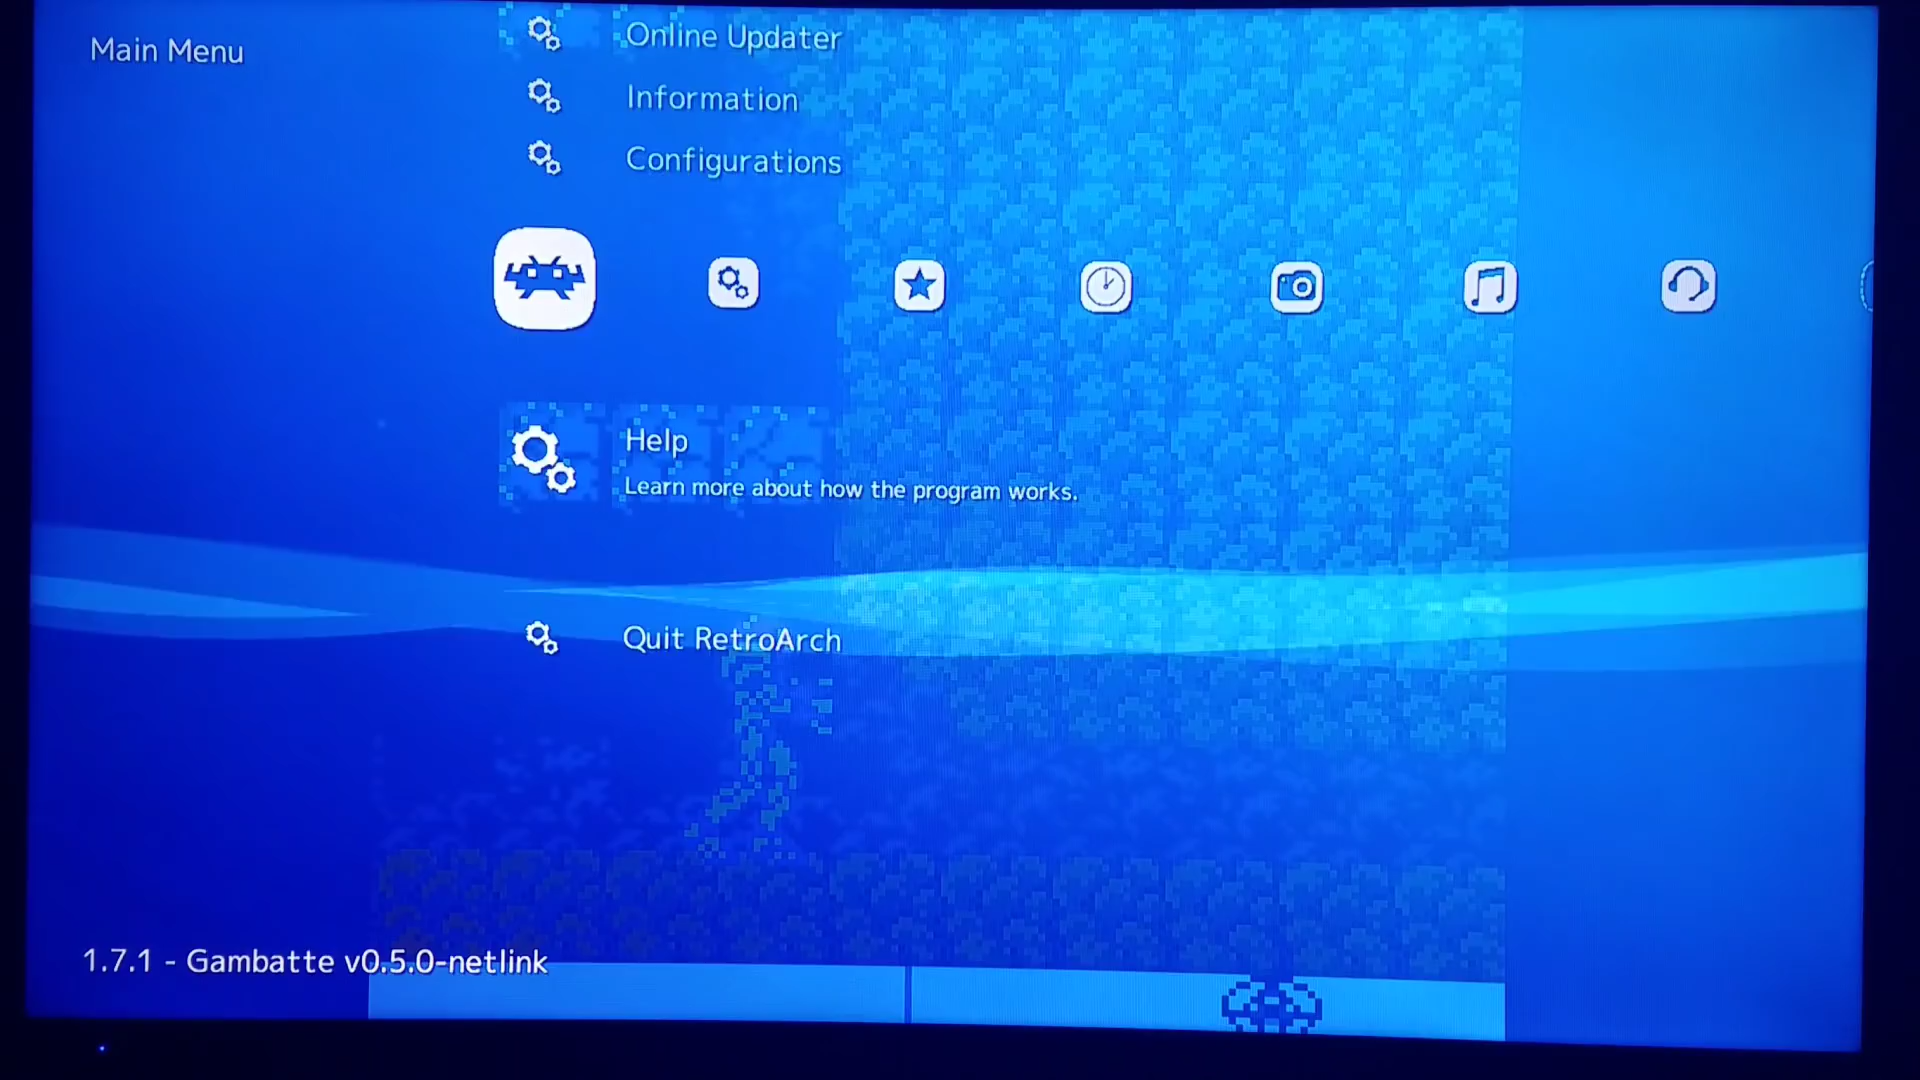 Main Menu
Online Updater
Information
Configurations
Help
Learn more about how the program works.
Quit RetroArch
1.7.1 - Gambatte v0.5.0-netlink